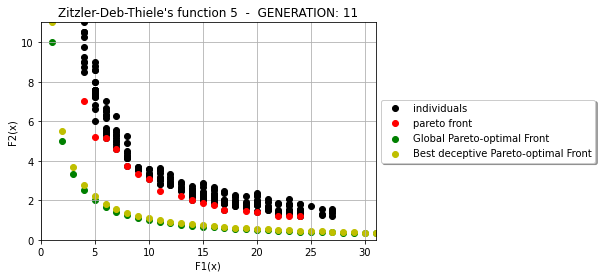 Zitzler-Deb-Thiele's function 5 - GENERATION: 11
F2(x)
10
8
6
4
2
0
0 5 10 15 20 25 30
F1(x)
individuals
pareto front
Global Pareto-optimal Front
Best deceptive Pareto-optimal Front